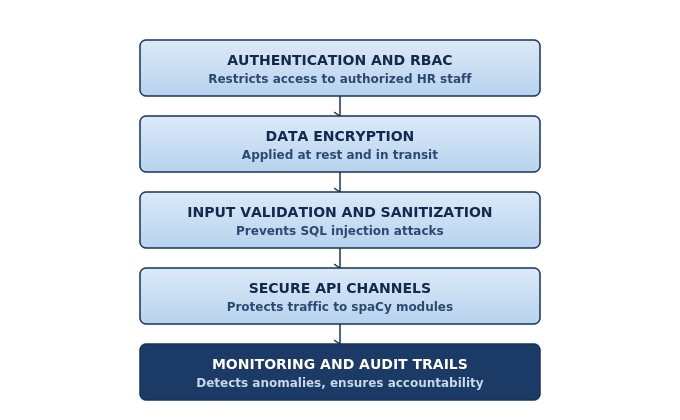 AUTHENTICATION AND RBAC
Restricts access to authorized HR staff
DATA ENCRYPTION
Applied at rest and in transit
INPUT VALIDATION AND SANITIZATION
Prevents SQL injection attacks
SECURE API CHANNELS
Protects traffic to spaCy modules
MONITORING AND AUDIT TRAILS
Detects anomalies, ensures accountability